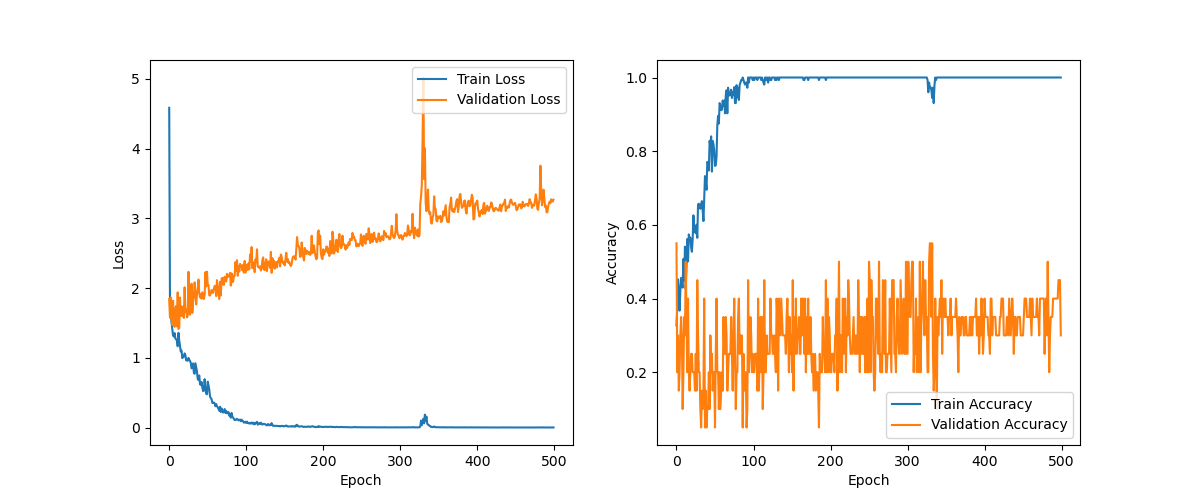 Train Loss
Validation Loss
5
4
3
2
1
0
Loss
0 100 200 300 400 500
Epoch
1.0
0.8
0.6
0.4
0.2
Accuracy
Train Accuracy
Validation Accuracy
0 100 200 300 400 500
Epoch